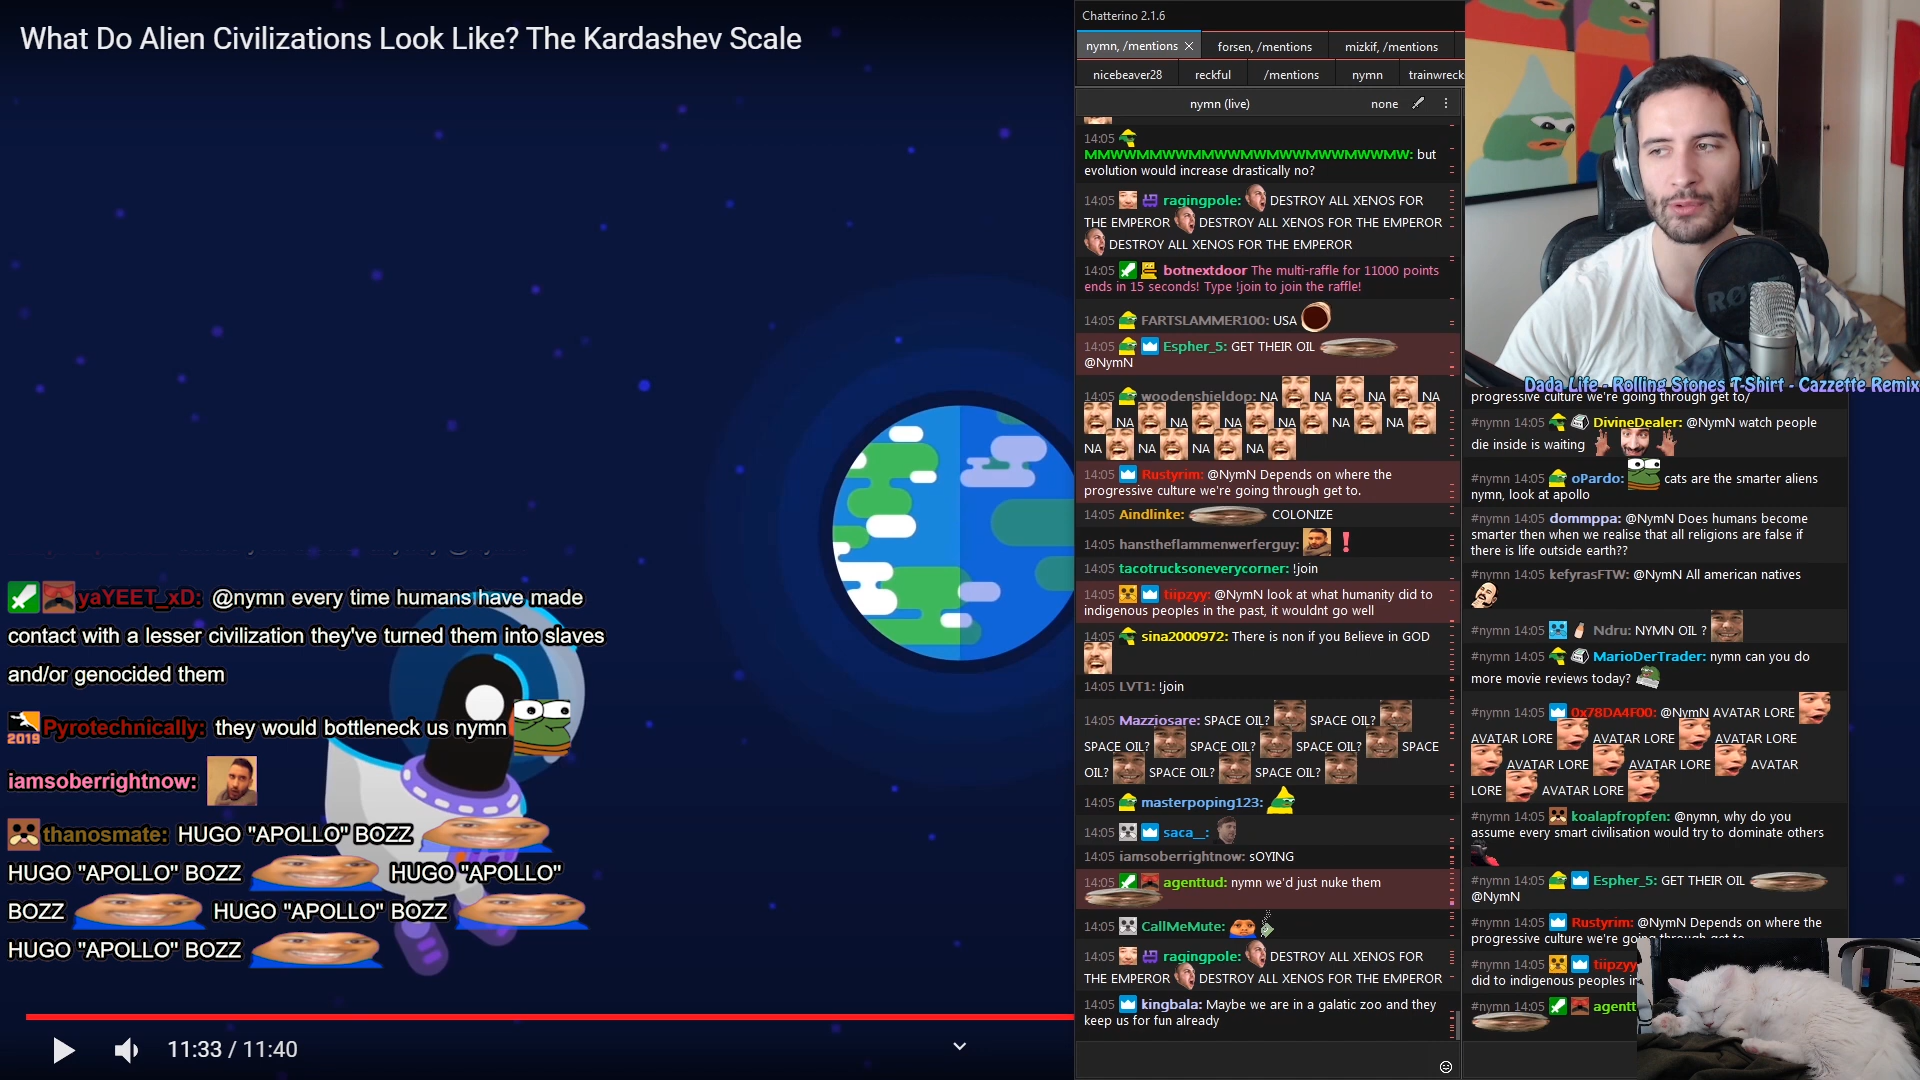 What Do Alien Civilizations Look Like? The Kardashev Scale
yaYEET_xD: @nymn every time humans have made
contact with a lesser civilization they've turned them into slaves
and/or genocided them
2019 Pyrotechnically: they would bottleneck us nymn
iamsoberrightnow:
thanosmate: HUGO "APOLLO" BOZZ
HUGO "APOLLO" BOZZ HUGO "APOLLO"
BOZZ HUGO "APOLLO" BOZZ
HUGO "APOLLO" BOZZ
11:33 / 11:40
Chatterino 2.1.6
nymn, /mentions forsen, /mentions mizkif, /mentions
nicebeaver28 reckful /mentions nymn trainwreck
nymn (live) none
14:05
MMWWMMWWMMWWMWMWWMWWMWWMW: but
evolution would increase drastically no?
14:05 ragingpole: DESTROY ALL XENOS FOR
THE EMPEROR DESTROY ALL XENOS FOR THE EMPEROR
DESTROY ALL XENOS FOR THE EMPEROR
14:05 botnextdoor The multi-raffle for 11000 points
ends in 15 seconds! Type !join to join the raffle!
14:05 FARTSLAMMER100: USA
14:05 Espher_5: GET THEIR OIL
@NymN
14:05 woodenshieldop: NA NA NA NA
NA NA NA NA NA NA
NA NA NA NA
14:05 Rustyrim: @NymN Depends on where the
progressive culture we're going through get to.
14:05 Aindlinke: COLONIZE
14:05 hanstheflammenwerferguy:
14:05 tacotrucksoneverycorner: !join
14:05 tiipzyy: @NymN look at what humanity did to
indigenous peoples in the past, it wouldnt go well
14:05 sina2000972: There is non if you Believe in GOD
14:05 LVT1: !join
14:05 Mazziosare: SPACE OIL? SPACE OIL?
SPACE OIL? SPACE OIL? SPACE OIL? SPACE
OIL? SPACE OIL? SPACE OIL?
14:05 masterpoping123:
14:05 saca__:
14:05 iamsoberrightnow: sOYING
14:05 agenttud: nymn we'd just nuke them
14:05 CallMeMute:
14:05 ragingpole: DESTROY ALL XENOS FOR
THE EMPEROR DESTROY ALL XENOS FOR THE EMPEROR
14:05 kingbala: Maybe we are in a galatic zoo and they
keep us for fun already
RØDE
Dada Life - Rolling Stones T-Shirt - Cazzette Remix
progressive culture we're going through get to/
#nymn 14:05 DivineDealer: @NymN watch people
die inside is waiting
#nymn 14:05 oPardo: cats are the smarter aliens
nymn, look at apollo
#nymn 14:05 dommppa: @NymN Does humans become
smarter then when we realise that all religions are false if
there is life outside earth??
#nymn 14:05 kefyrasFTW: @NymN All american natives
#nymn 14:05 Ndru: NYMN OIL ?
#nymn 14:05 MarioDerTrader: nymn can you do
more movie reviews today?
#nymn 14:05 0x78DA4F00: @NymN AVATAR LORE
AVATAR LORE AVATAR LORE AVATAR LORE
AVATAR LORE AVATAR LORE AVATAR
LORE AVATAR LORE
#nymn 14:05 koalapfropfen: @nymn, why do you
assume every smart civilisation would try to dominate others
#nymn 14:05 Espher_5: GET THEIR OIL
@NymN
#nymn 14:05 Rustyrim: @NymN Depends on where the
progressive culture we're going through get to
#nymn 14:05 tiipzyy
did to indigenous peoples in
#nymn 14:05 agentt